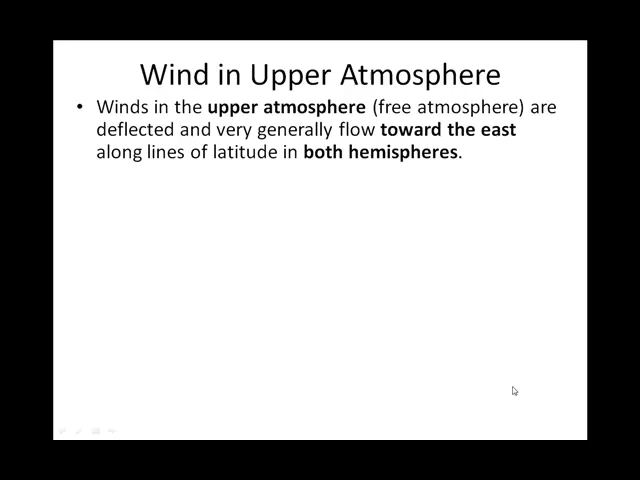 Wind in Upper Atmosphere
• Winds in the upper atmosphere (free atmosphere) are
deflected and very generally flow toward the east
along lines of latitude in both hemispheres.